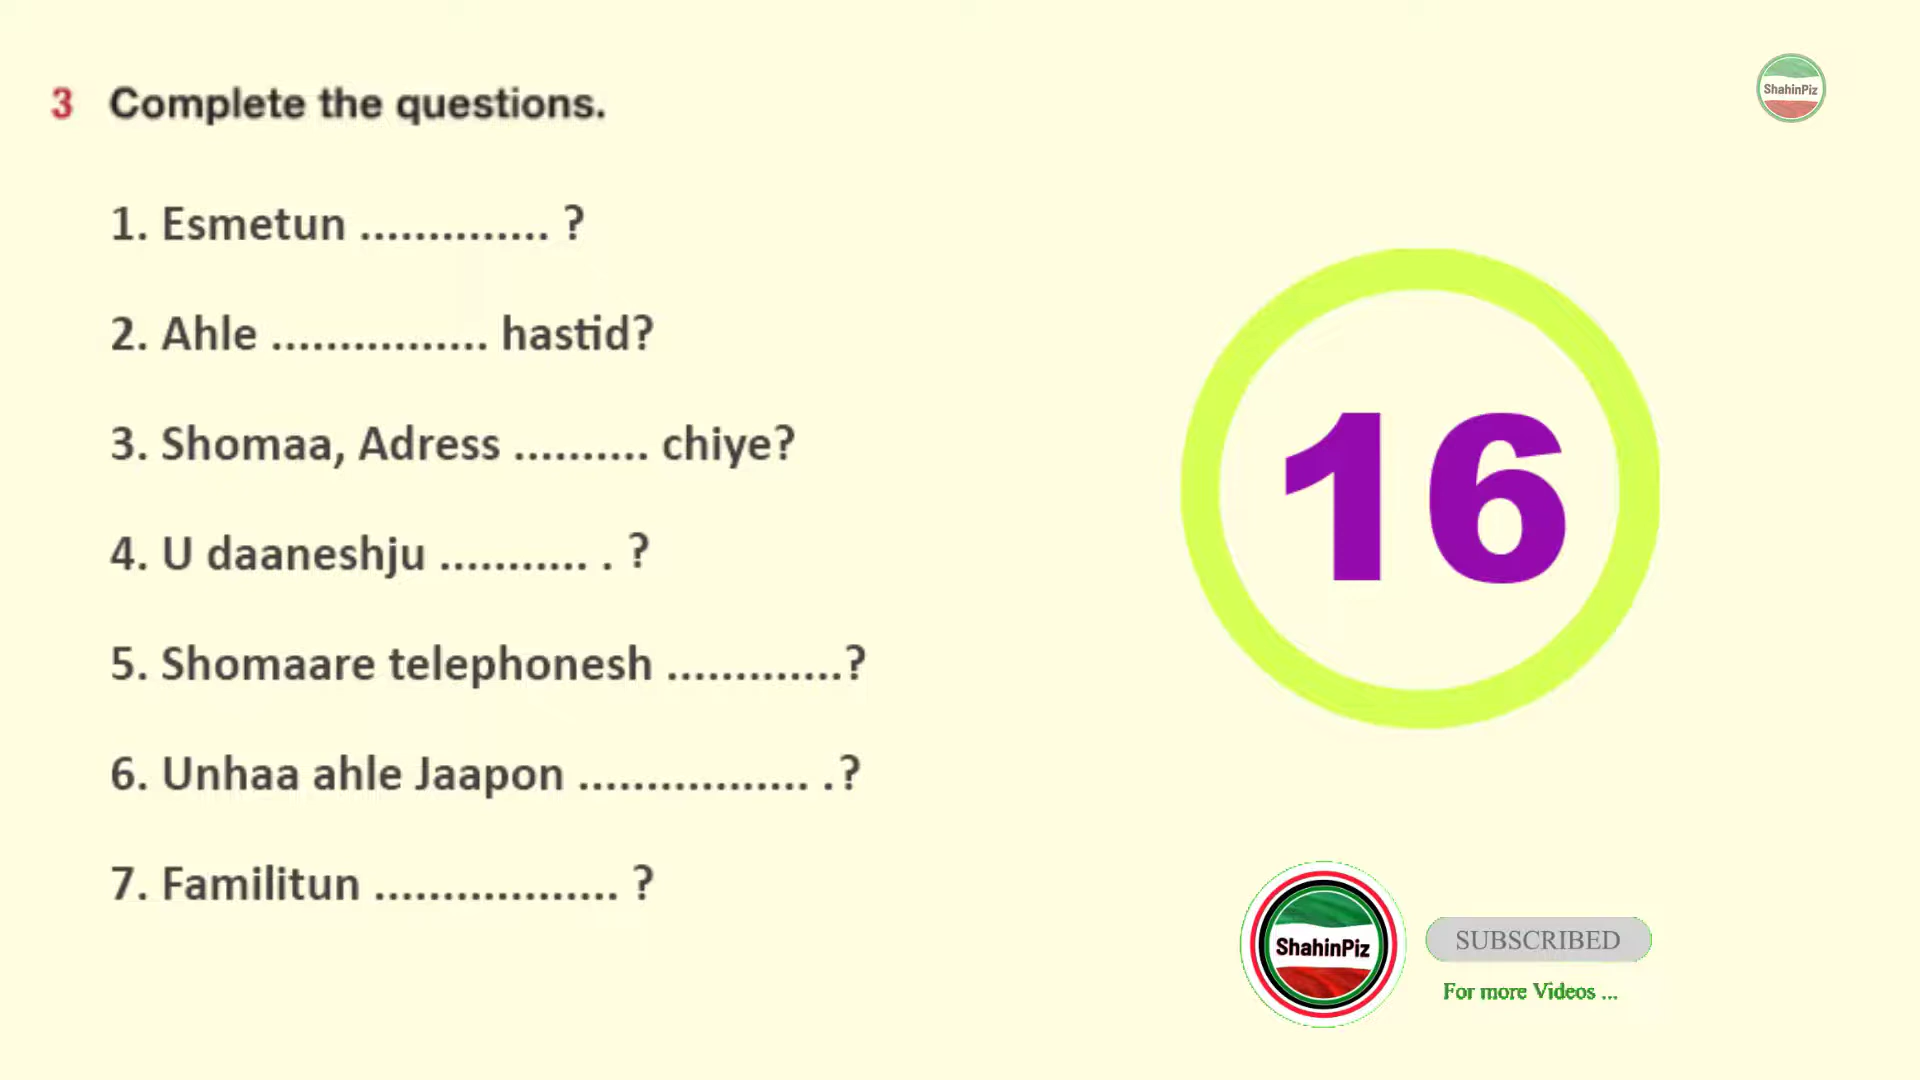 3 Complete the questions.
ShahinPiz
1. Esmetun .............. ?
2. Ahle ................ hastid?
3. Shomaa, Adress .......... chiye?
4. U daaneshju ........... . ?
5. Shomaare telephonesh .............?
6. Unhaa ahle Jaapon ................. .?
7. Familitun .................. ?
16
ShahinPiz
SUBSCRIBED
For more Videos ...